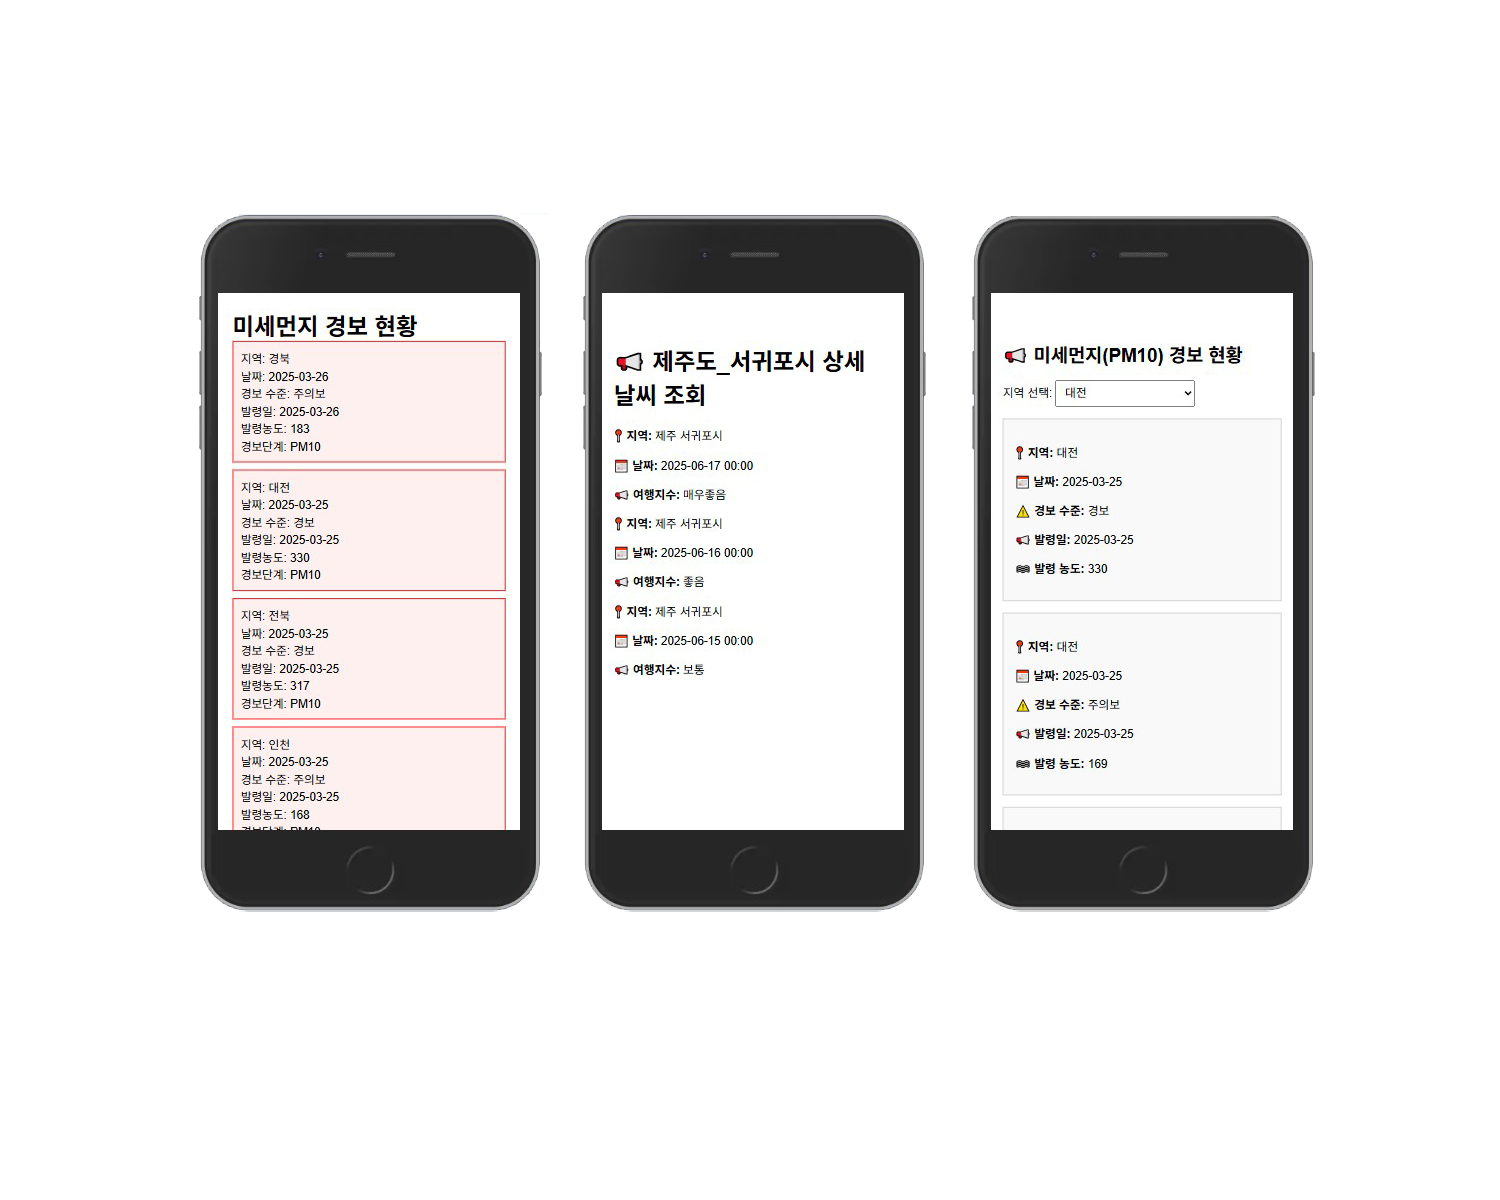 미세먼지 경보 현황
지역: 경북
날짜: 2025-03-26
경보 수준: 주의보
발령일: 2025-03-26
발령농도: 183
경보단계: PM10
지역: 대전
날짜: 2025-03-25
경보 수준: 경보
발령일: 2025-03-25
발령농도: 330
경보단계: PM10
지역: 전북
날짜: 2025-03-25
경보 수준: 경보
발령일: 2025-03-25
발령농도: 317
경보단계: PM10
지역: 인천
날짜: 2025-03-25
경보 수준: 주의보
발령일: 2025-03-25
발령농도: 168
경보단계: PM10
제주도_서귀포시 상세
날씨 조회
지역: 제주 서귀포시
날짜: 2025-06-17 00:00
여행지수: 매우좋음
지역: 제주 서귀포시
날짜: 2025-06-16 00:00
여행지수: 좋음
지역: 제주 서귀포시
날짜: 2025-06-15 00:00
여행지수: 보통
미세먼지(PM10) 경보 현황
지역 선택: 대전
지역: 대전
날짜: 2025-03-25
경보 수준: 경보
발령일: 2025-03-25
발령 농도: 330
지역: 대전
날짜: 2025-03-25
경보 수준: 주의보
발령일: 2025-03-25
발령 농도: 169